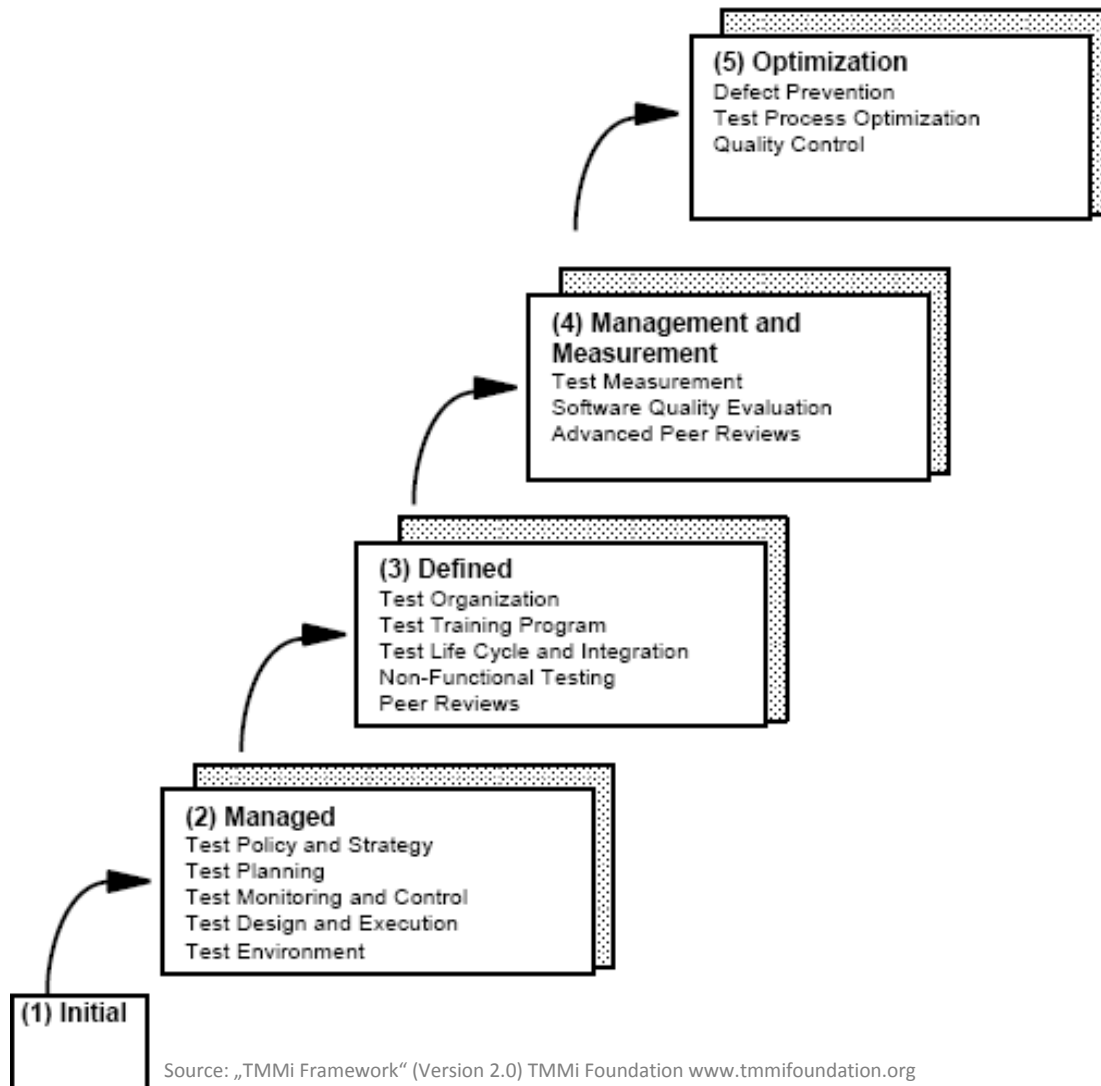 (5) Optimization
Defect Prevention
Test Process Optimization
Quality Control
(4) Management and
Measurement
Test Measurement
Software Quality Evaluation
Advanced Peer Reviews
(3) Defined
Test Organization
Test Training Program
Test Life Cycle and Integration
Non-Functional Testing
Peer Reviews
(2) Managed
Test Policy and Strategy
Test Planning
Test Monitoring and Control
Test Design and Execution
Test Environment
(1) Initial
Source: „TMMi Framework“ (Version 2.0) TMMi Foundation www.tmmifoundation.org